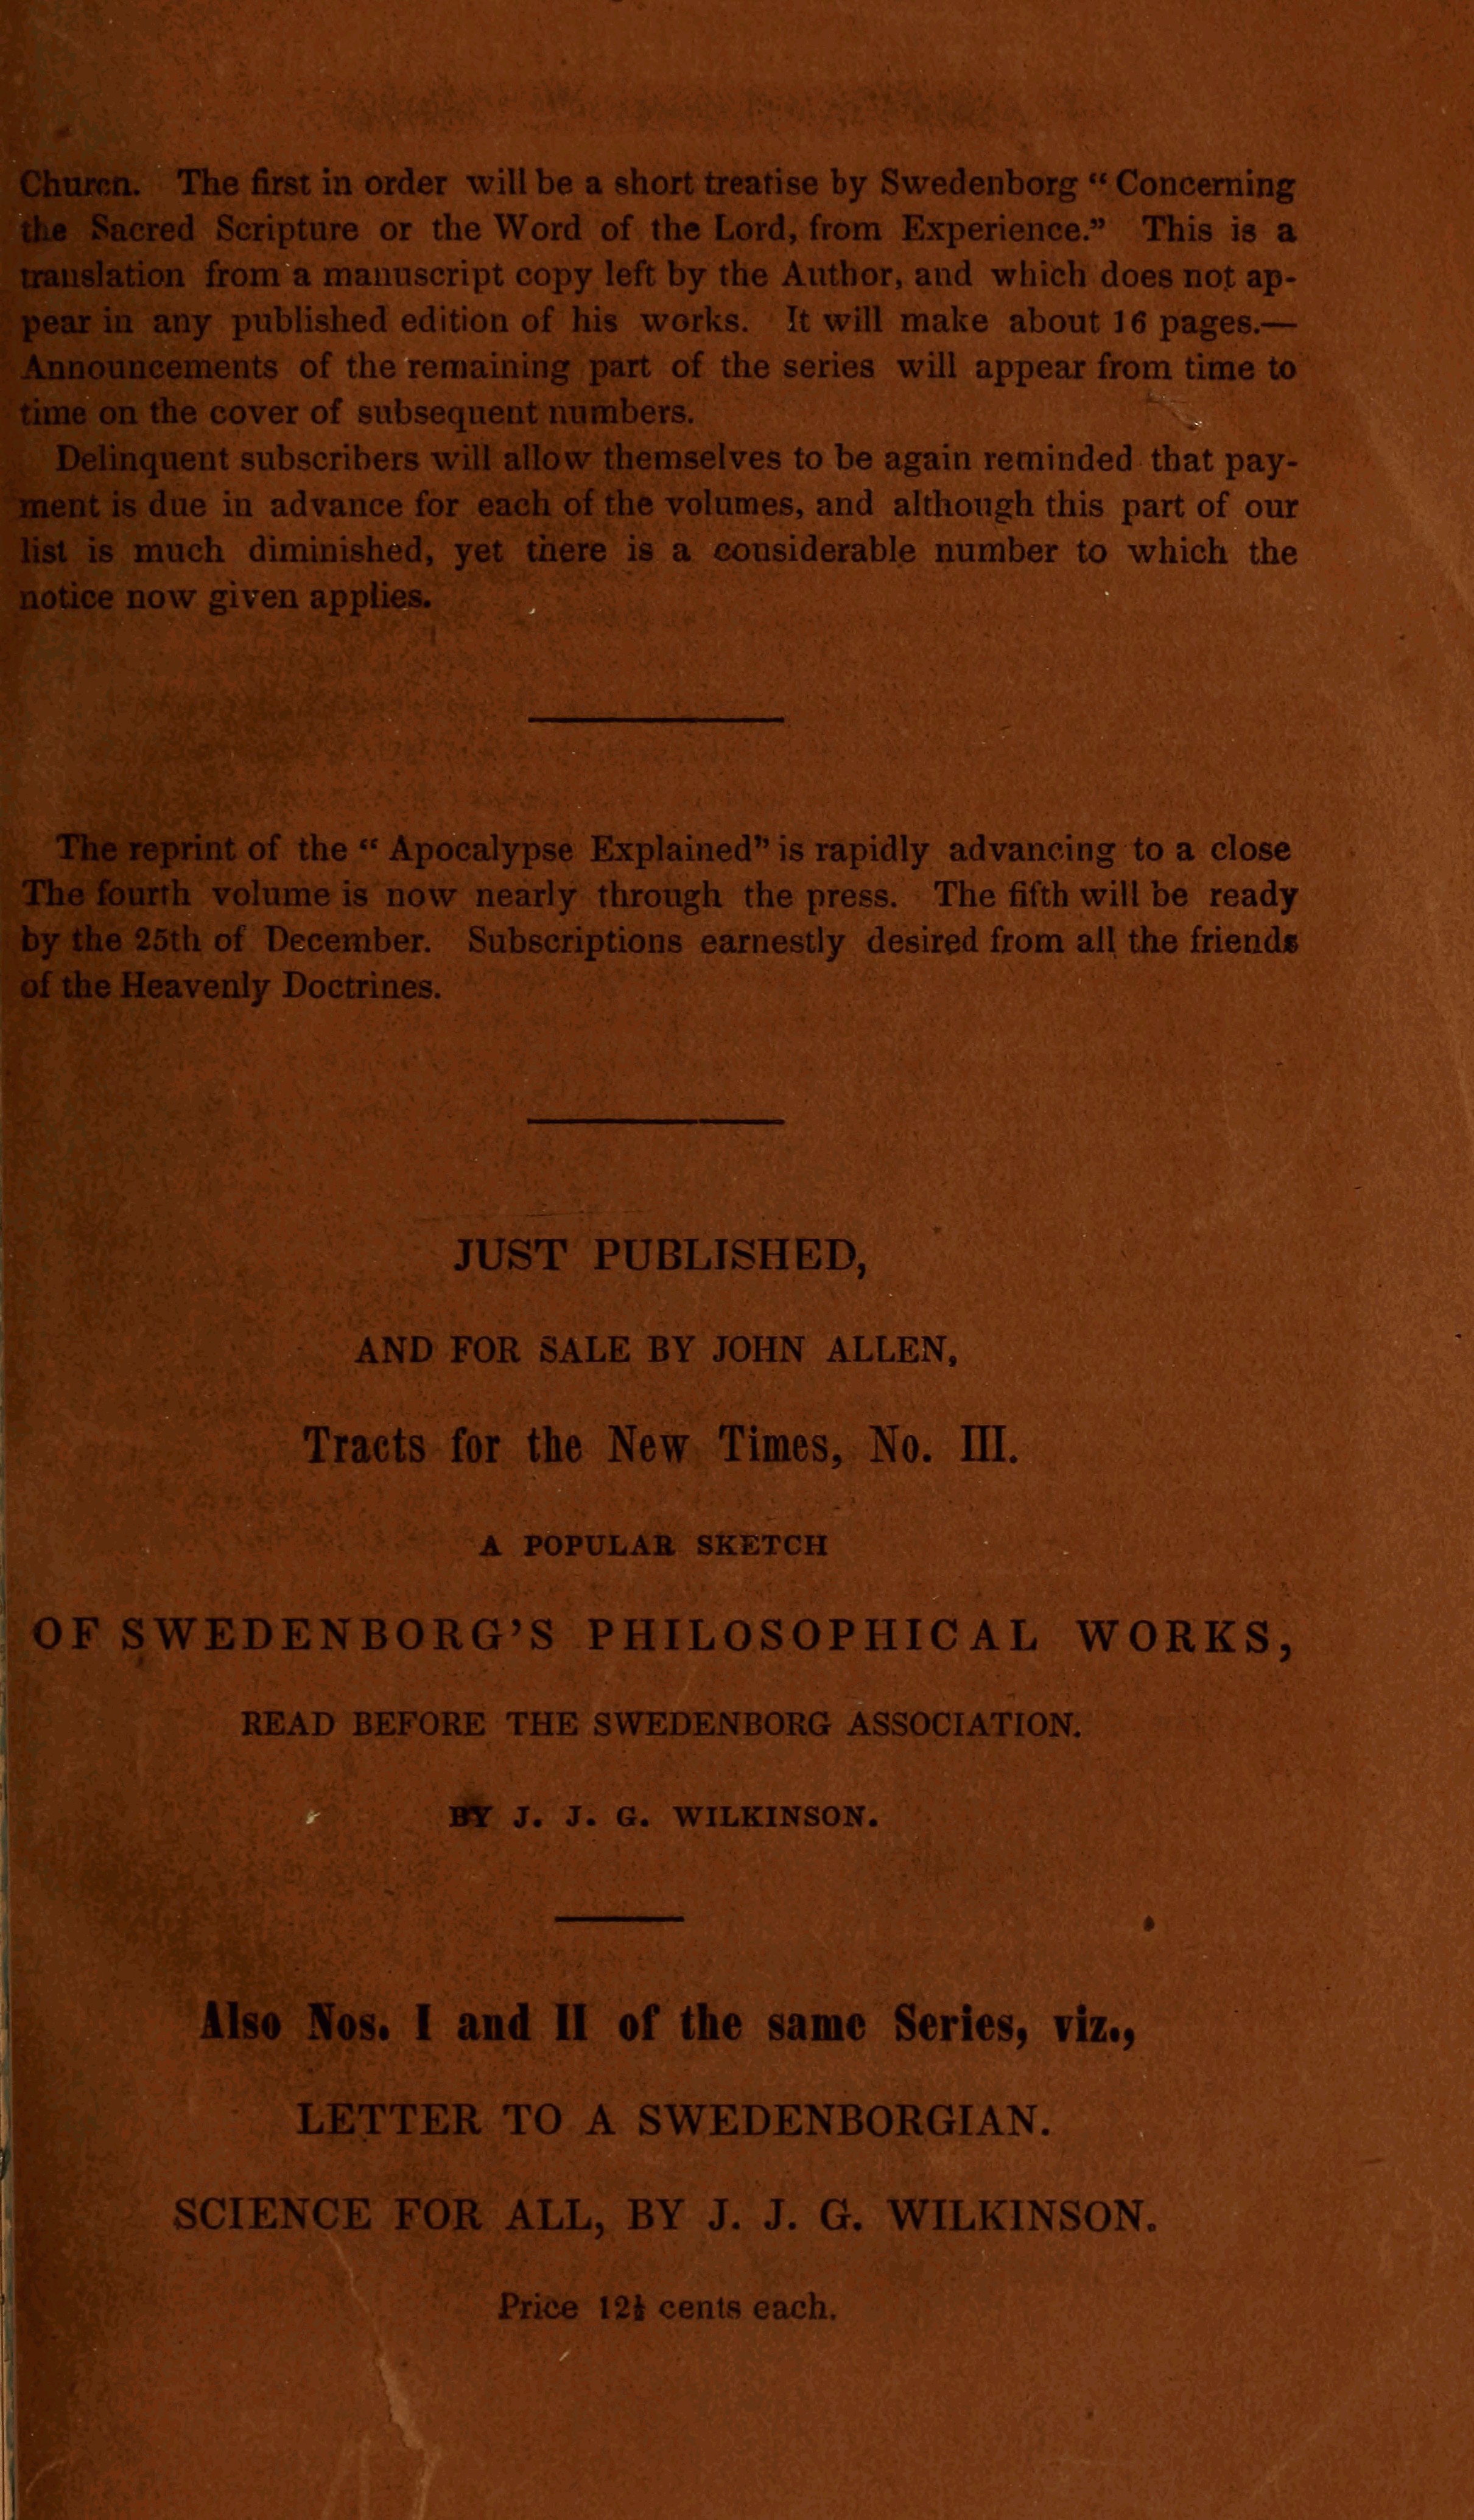 Church. The first in order will be a short treatise by Swedenborg “ Concerning
the Sacred Scripture or the Word of the Lord, from Experience.” This is a
translation from a manuscript copy left by the Author, and which does not ap-
pear in any published edition of his works. It will make about 16 pages.—
Announcements of the remaining part of the series will appear from time to
time on the cover of subsequent numbers.
Delinquent subscribers will allow themselves to be again reminded that pay-
ment is due in advance for each of the volumes, and although this part of our
list is much diminished, yet there is a considerable number to which the
notice now given applies.
The reprint of the “ Apocalypse Explained” is rapidly advancing to a close
The fourth volume is now nearly through the press. The fifth will be ready
by the 25th of December. Subscriptions earnestly desired from all the friends
of the Heavenly Doctrines.
JUST PUBLISHED,
AND FOR SALE BY JOHN ALLEN,
Tracts for the New Times, No. III.
A POPULAR SKETCH
OF SWEDENBORG’S PHILOSOPHICAL WORKS,
READ BEFORE THE SWEDENBORG ASSOCIATION.
BY J. J. G. WILKINSON.
Also Nos. I and II of the same Series, viz.,
LETTER TO A SWEDENBORGIAN.
SCIENCE FOR ALL, BY J. J. G. WILKINSON.
Price 12½ cents each.